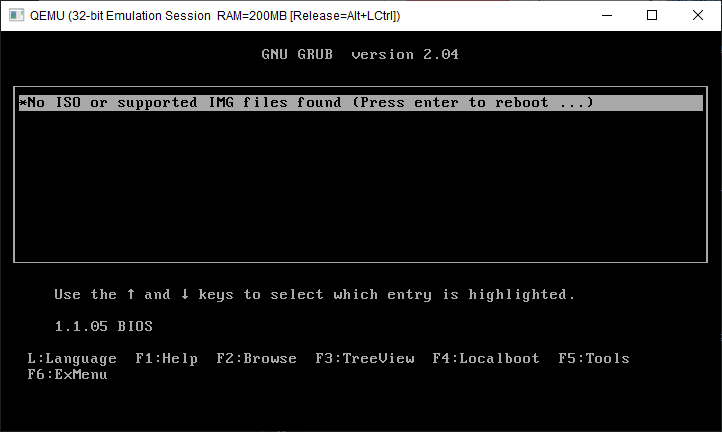 QEMU (32-bit Emulation Session RAM=200MB [Release=Alt+LCtrl])
GNU GRUB version 2.04
*No ISO or supported IMG files found (Press enter to reboot ...)
Use the ↑ and ↓ keys to select which entry is highlighted.
1.1.05 BIOS
L:Language F1:Help F2:Browse F3:TreeView F4:Localboot F5:Tools
F6:ExMenu